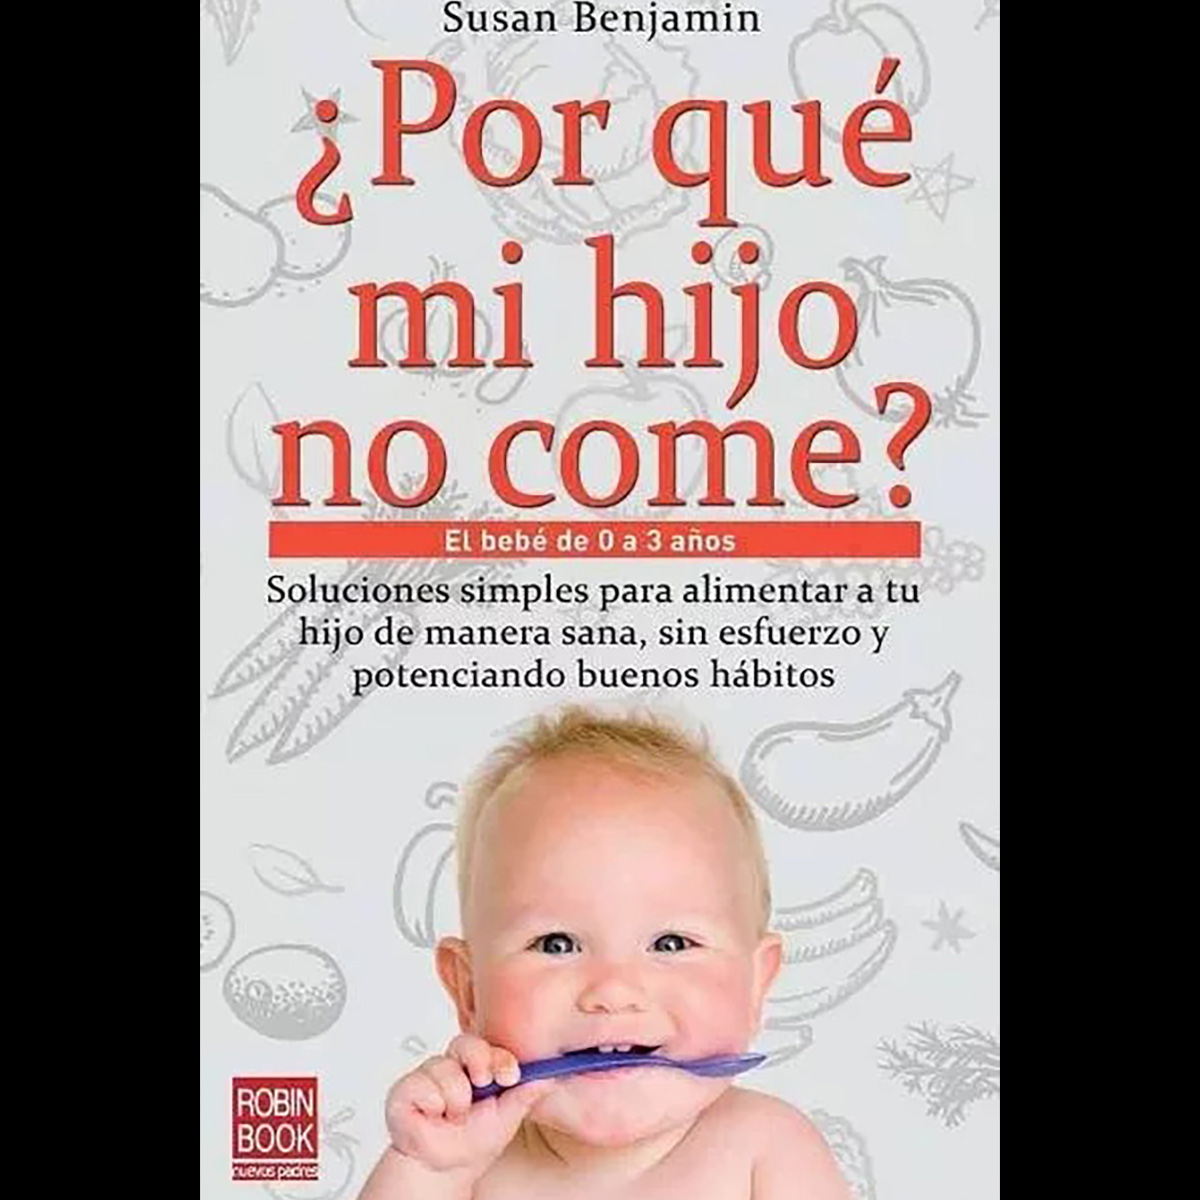 Susan Benjamin
¿Por qué
mi hijo
no come?
El bebé de 0 a 3 años
Soluciones simples para alimentar a tu
hijo de manera sana, sin esfuerzo y
potenciando buenos hábitos
ROBIN
BOOK
nuevos padres